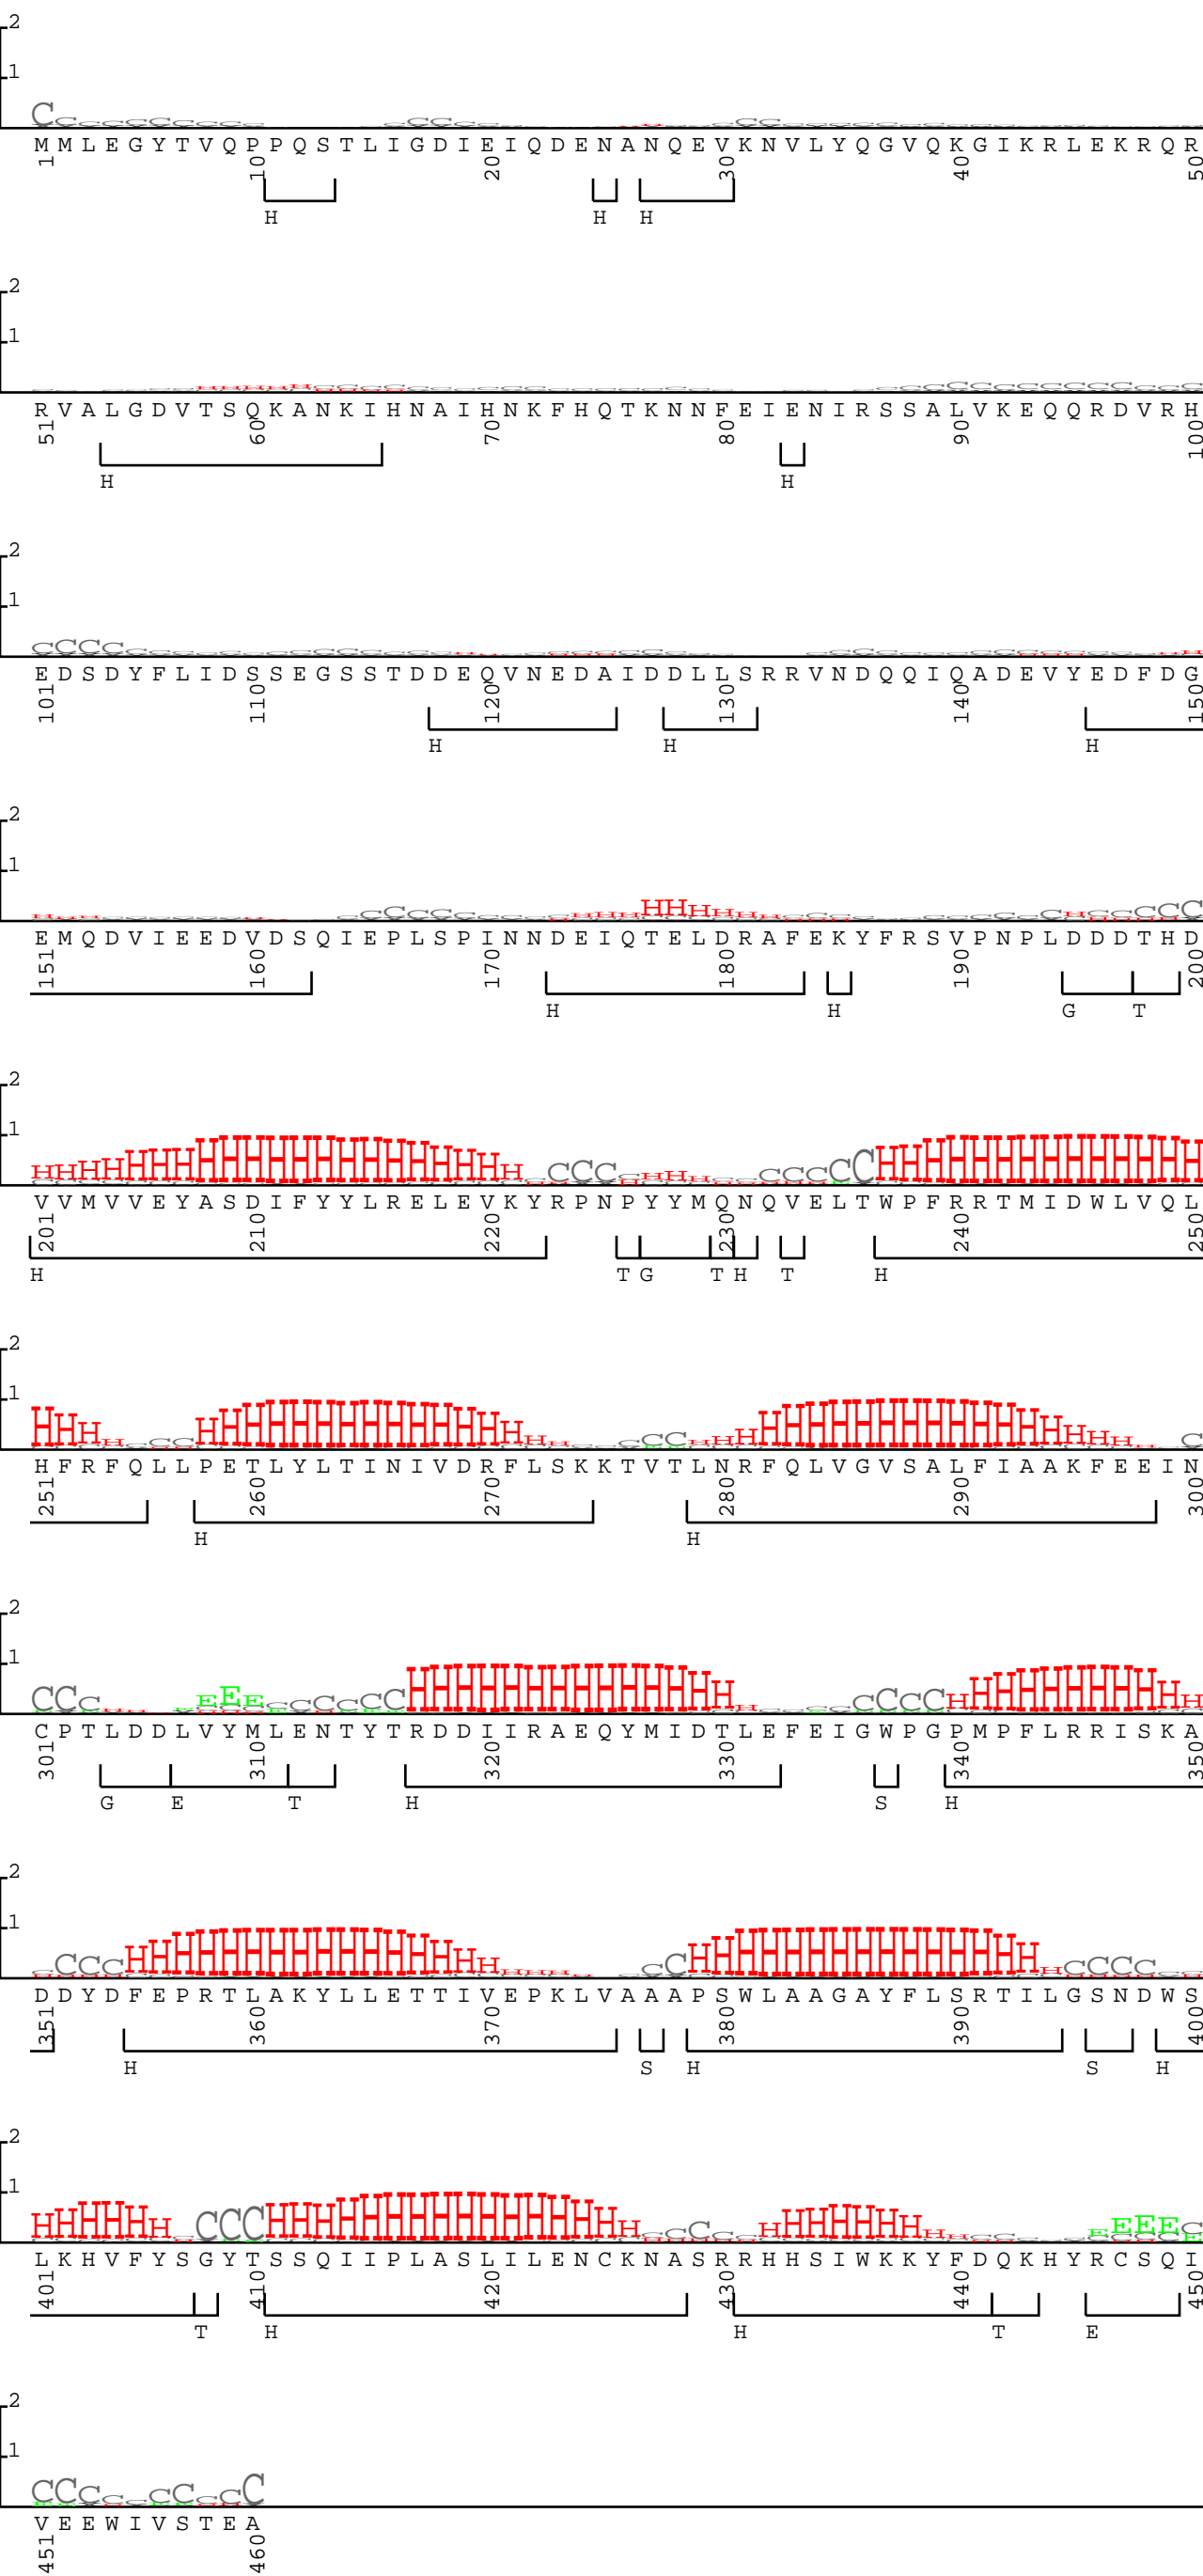 2
1
M M L E G Y T V Q P P Q S T L I G D I E I Q D E N A N Q E V K N V L Y Q G V Q K G I K R L E K R Q R
1 10 20 30 40 50
H H H
2
1
R V A L G D V T S Q K A N K I H N A I H N K F H Q T K N N F E I E N I R S S A L V K E Q Q R D V R H
51 60 70 80 90 100
H H
2
1
E D S D Y F L I D S S E G S S T D D E Q V N E D A I D D L L S R R V N D Q Q I Q A D E V Y E D F D G
101 110 120 130 140 150
H H H
2
1
E M Q D V I E E D V D S Q I E P L S P I N N D E I Q T E L D R A F E K Y F R S V P N P L D D D T H D
151 160 170 180 190 200
H H G T
2
1
V V M V V E Y A S D I F Y Y L R E L E V K Y R P N P Y Y M Q N Q V E L T W P F R R T M I D W L V Q L
201 210 220 230 240 250
H T G T H T H
2
1
H F R F Q L L P E T L Y L T I N I V D R F L S K K T V T L N R F Q L V G V S A L F I A A K F E E I N
251 260 270 280 290 300
H H
2
1
C P T L D D L V Y M L E N T Y T R D D I I R A E Q Y M I D T L E F E I G W P G P M P F L R R I S K A
301 310 320 330 340 350
G E T H S H
2
1
D D Y D F E P R T L A K Y L L E T T I V E P K L V A A A P S W L A A G A Y F L S R T I L G S N D W S
351 360 370 380 390 400
H S H S H
2
1
L K H V F Y S G Y T S S Q I I P L A S L I L E N C K N A S R R H H S I W K K Y F D Q K H Y R C S Q I
401 410 420 430 440 450
T H H T E
2
1
V E E W I V S T E A
451 460